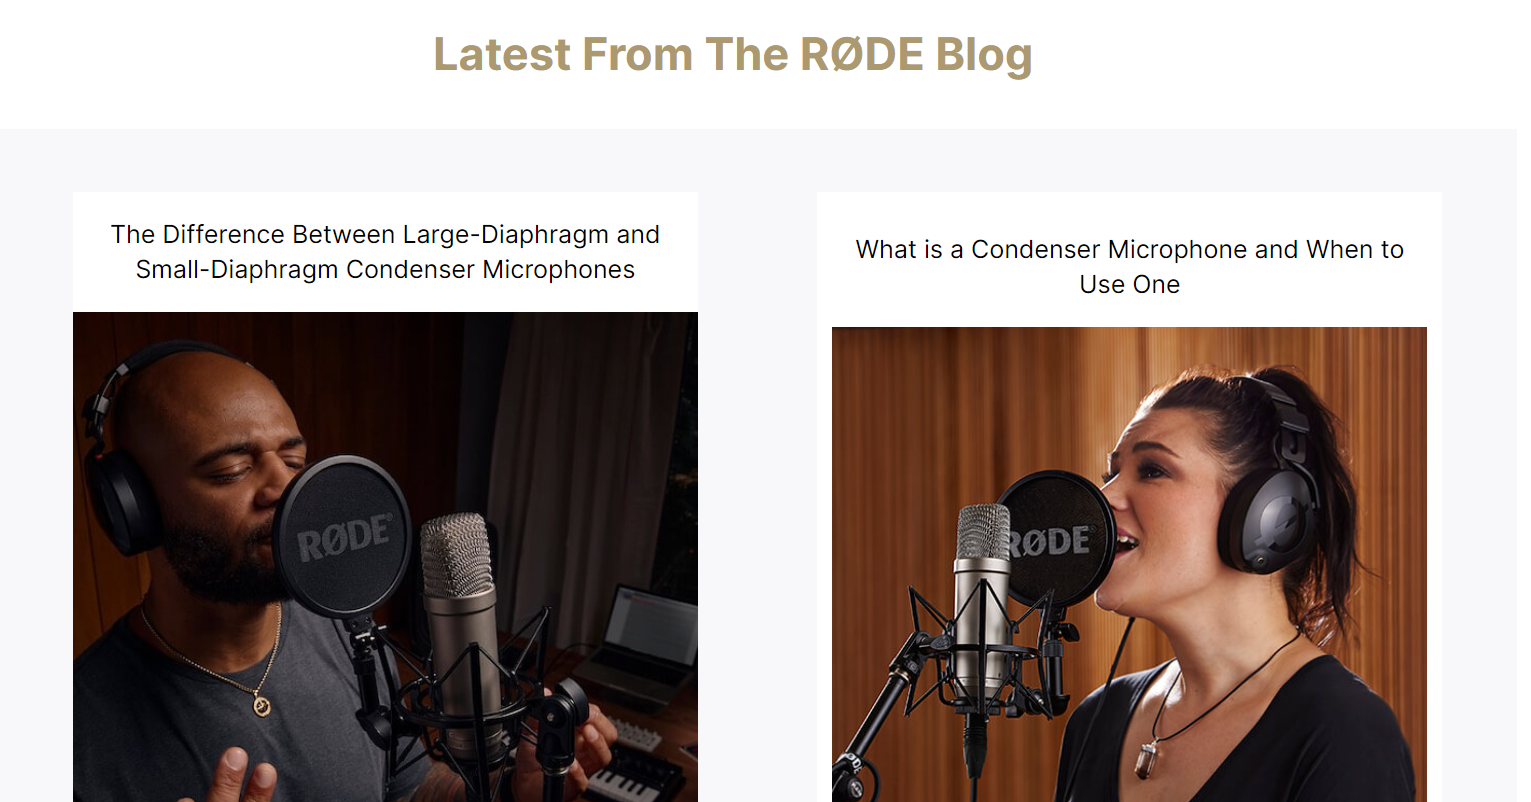 Latest From The RØDE Blog
The Difference Between Large-Diaphragm and
Small-Diaphragm Condenser Microphones
RØDE
What is a Condenser Microphone and When to
Use One
RØDE
RØDE